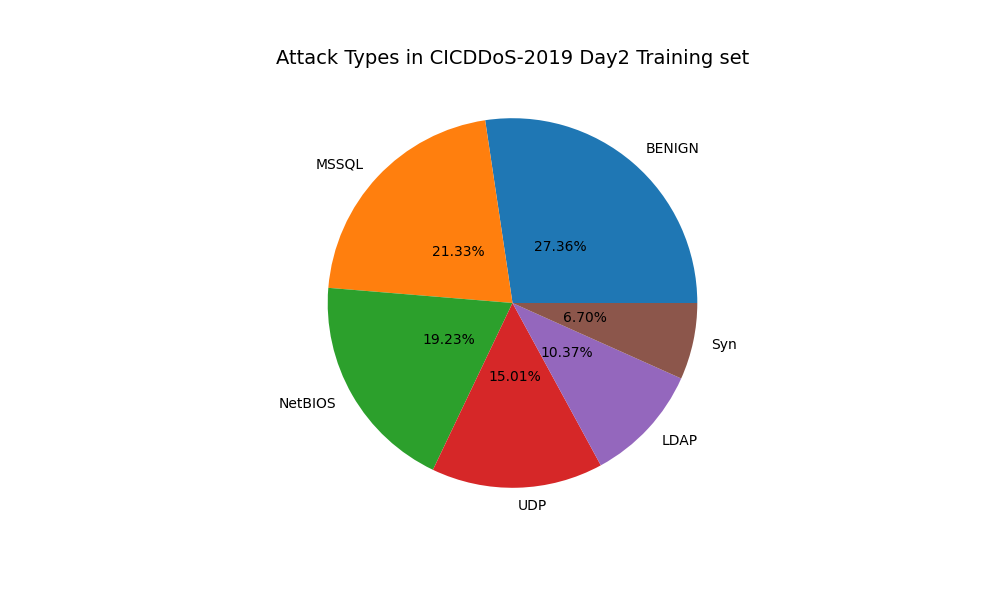 Attack Types in CICDDoS-2019 Day2 Training set
BENIGN
MSSQL
27.36%
21.33%
6.70%
19.23%
Syn
10.37%
15.01%
NetBIOS
LDAP
UDP